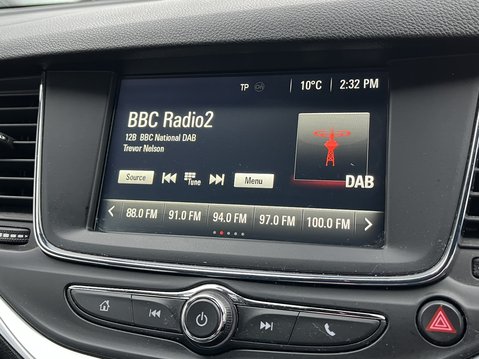 TP 10°C 2:32 PM
BBC Radio2
12B BBC National DAB
Trevor Nelson
Source Tune Menu
DAB
88.0 FM 91.0 FM 94.0 FM 97.0 FM 100.0 FM